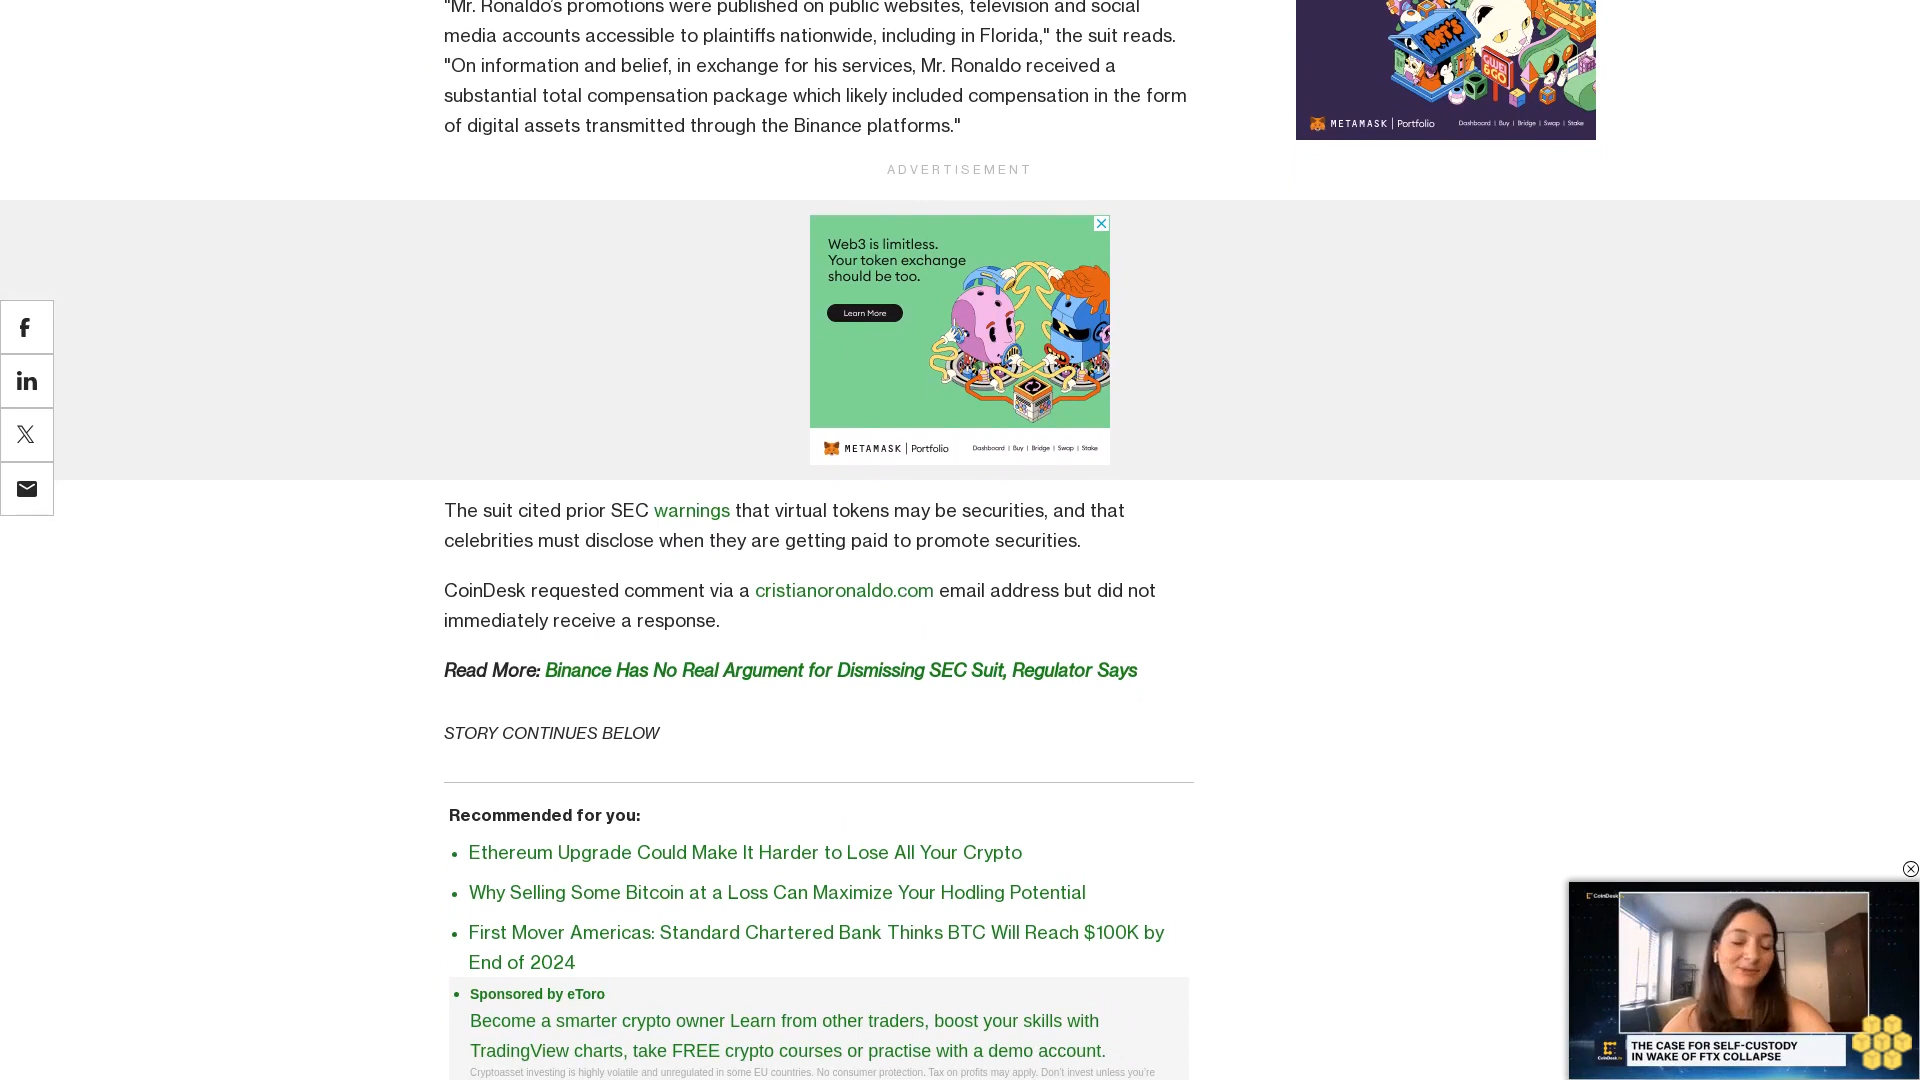 "Mr. Ronaldo's promotions were published on public websites, television and social
media accounts accessible to plaintiffs nationwide, including in Florida," the suit reads.
"On information and belief, in exchange for his services, Mr. Ronaldo received a
substantial total compensation package which likely included compensation in the form
of digital assets transmitted through the Binance platforms."
NFT'S
GWEI & GO
METAMASK | Portfolio
Dashboard | Buy | Bridge | Swap | Stake
ADVERTISEMENT
Web3 is limitless.
Your token exchange
should be too.
Learn More
METAMASK | Portfolio
Dashboard | Buy | Bridge | Swap | Stake
The suit cited prior SEC warnings that virtual tokens may be securities, and that
celebrities must disclose when they are getting paid to promote securities.
CoinDesk requested comment via a cristianoronaldo.com email address but did not
immediately receive a response.
Read More: Binance Has No Real Argument for Dismissing SEC Suit, Regulator Says
STORY CONTINUES BELOW
Recommended for you:
• Ethereum Upgrade Could Make It Harder to Lose All Your Crypto
• Why Selling Some Bitcoin at a Loss Can Maximize Your Hodling Potential
• First Mover Americas: Standard Chartered Bank Thinks BTC Will Reach $100K by
End of 2024
• Sponsored by eToro
Become a smarter crypto owner Learn from other traders, boost your skills with
TradingView charts, take FREE crypto courses or practise with a demo account.
Cryptoasset investing is highly volatile and unregulated in some EU countries. No consumer protection. Tax on profits may apply. Don't invest unless you're
CoinDesk
THE CASE FOR SELF-CUSTODY
IN WAKE OF FTX COLLAPSE
CoinDesk